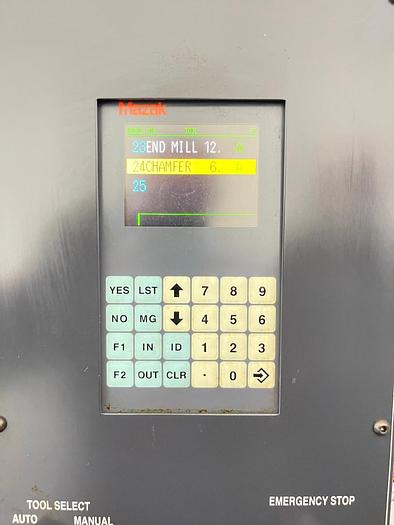 Mazak
23END MILL 12. A
24CHAMFER 6. A
25
YES LST ↑ 7 8 9
NO MG ↓ 4 5 6
F1 IN ID 1 2 3
F2 OUT CLR · 0
TOOL SELECT
AUTO MANUAL
EMERGENCY STOP